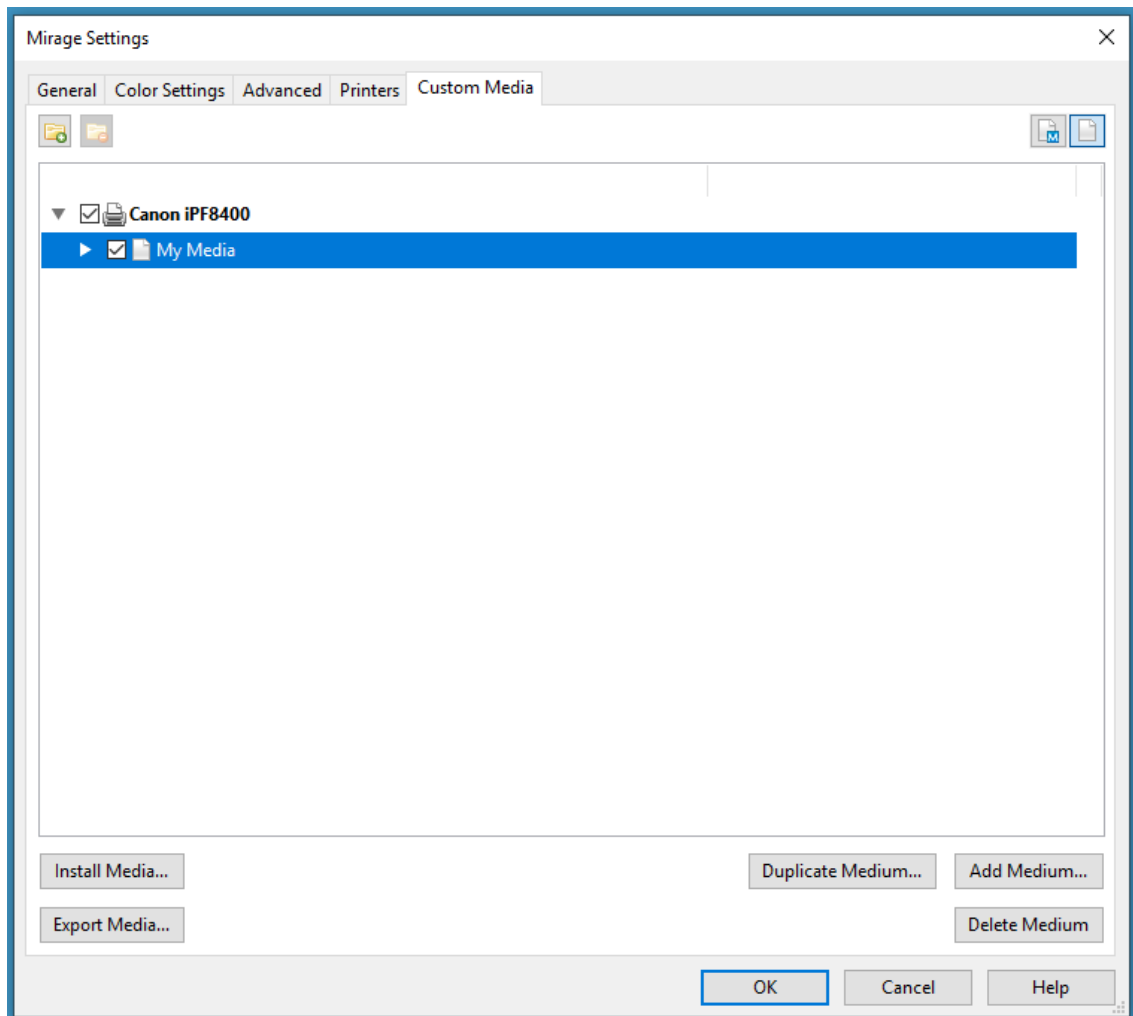 Mirage Settings
General Color Settings Advanced Printers Custom Media
M
Canon iPF8400
My Media
Install Media... Duplicate Medium... Add Medium...
Export Media... Delete Medium
OK Cancel Help